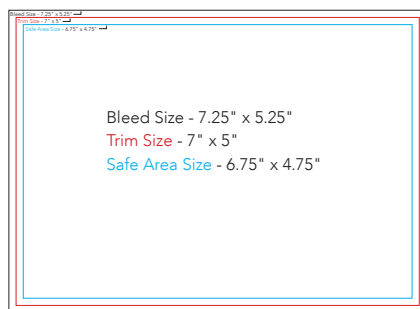 Bleed Size - 7.25" x 5.25"
Trim Size - 7" x 5"
Safe Area Size - 6.75" x 4.75"
Bleed Size - 7.25" x 5.25"
Trim Size - 7" x 5"
Safe Area Size - 6.75" x 4.75"